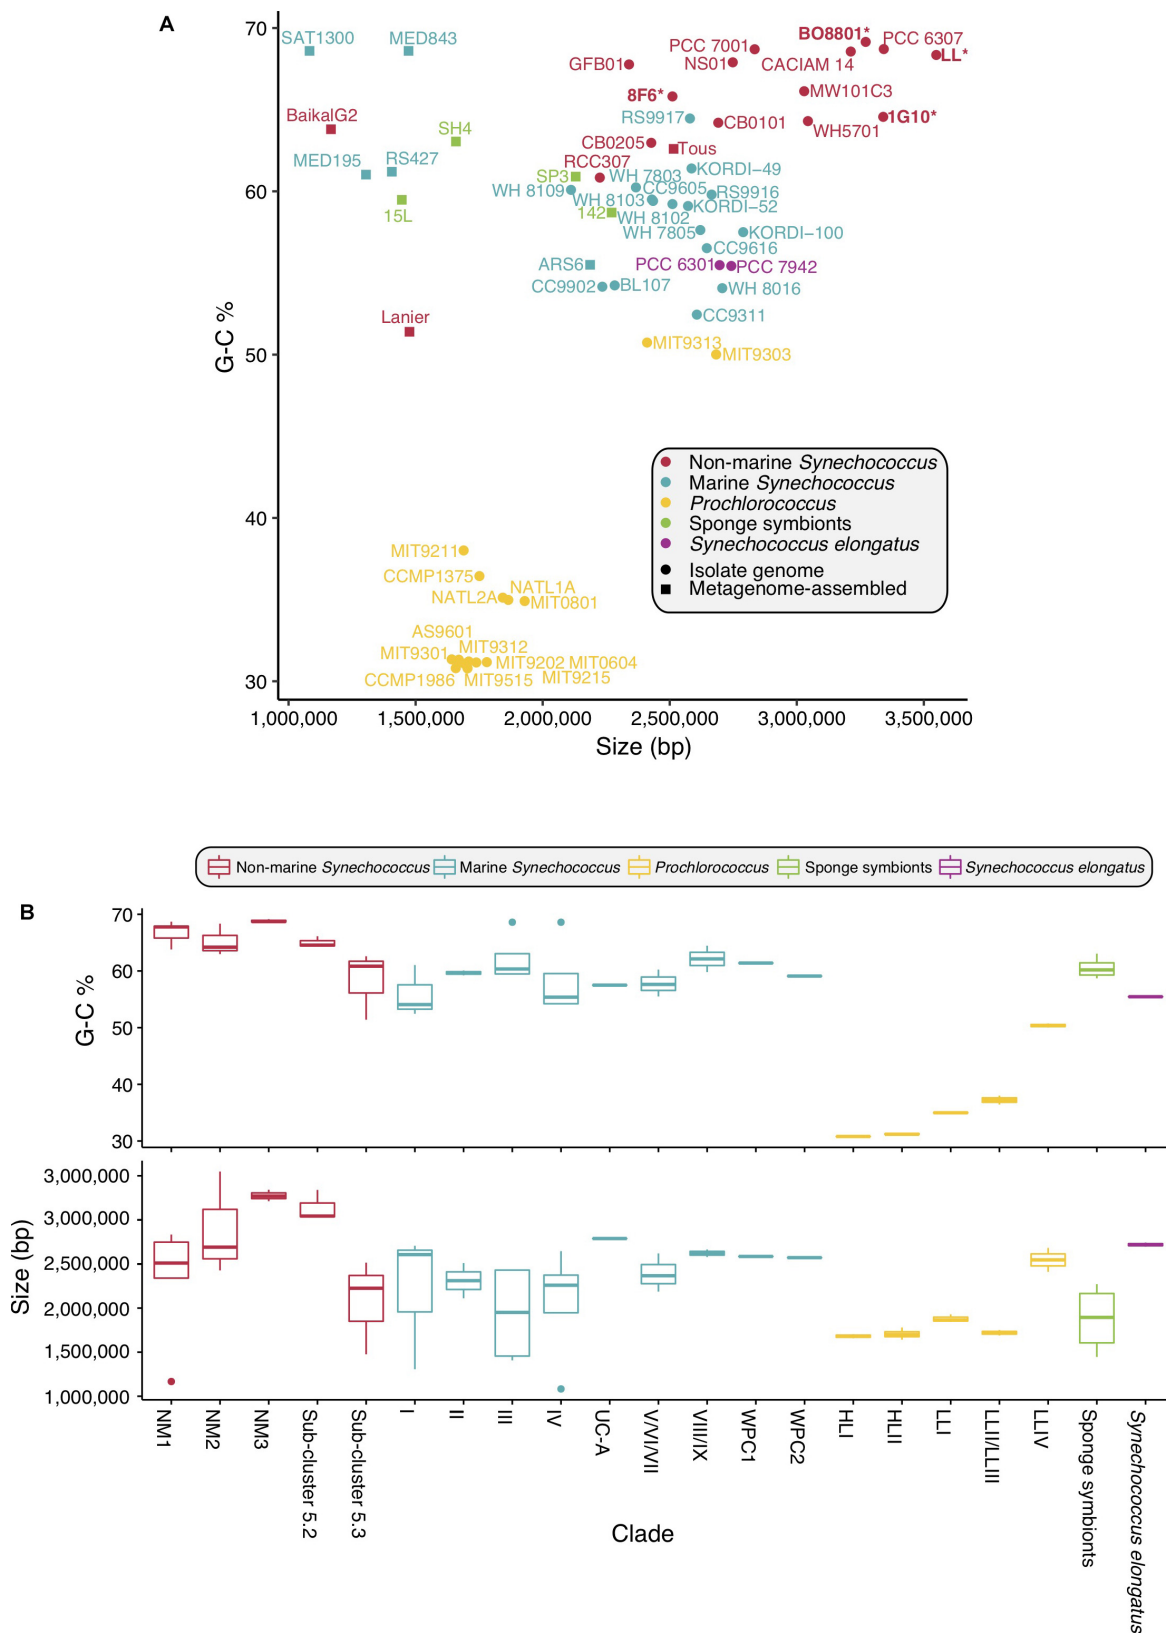 A
70
60
50
40
30
G-C %
SAT1300
MED843
BO8801*
PCC 6307
PCC 7001
LL*
GFB01
NS01
CACIAM 14
8F6*
MW101C3
BaikalG2
RS9917
CB0101
1G10*
SH4
WH5701
CB0205
Tous
MED195
RS427
RCC307
KORDI-49
SP3
WH 7803
WH 8109
CC9605
RS9916
WH 8103
15L
142
WH 8102
KORDI-52
WH 7805
KORDI-100
CC9616
ARS6
PCC 6301
PCC 7942
CC9902
BL107
WH 8016
Lanier
CC9311
MIT9313
MIT9303
Non-marine Synechococcus
Marine Synechococcus
Prochlorococcus
Sponge symbionts
Synechococcus elongatus
Isolate genome
Metagenome-assembled
MIT9211
CCMP1375
NATL1A
NATL2A
MIT0801
AS9601
MIT9312
MIT9301
MIT9202
MIT0604
CCMP1986
MIT9515
MIT9215
1,000,000
1,500,000
2,000,000
2,500,000
3,000,000
3,500,000
Size (bp)
Non-marine Synechococcus
Marine Synechococcus
Prochlorococcus
Sponge symbionts
Synechococcus elongatus
B
70
60
50
40
30
G-C %
3,000,000
3,000,000
2,500,000
2,000,000
1,500,000
1,000,000
Size (bp)
NM1
NM2
NM3
Sub-cluster 5.2
Sub-cluster 5.3
I
II
III
IV
UC-A
V/VI/VII
VIII/IX
WPC1
WPC2
HLI
HLII
LLI
LLII/LLIII
LLIV
Sponge symbionts
Synechococcus elongatus
Clade